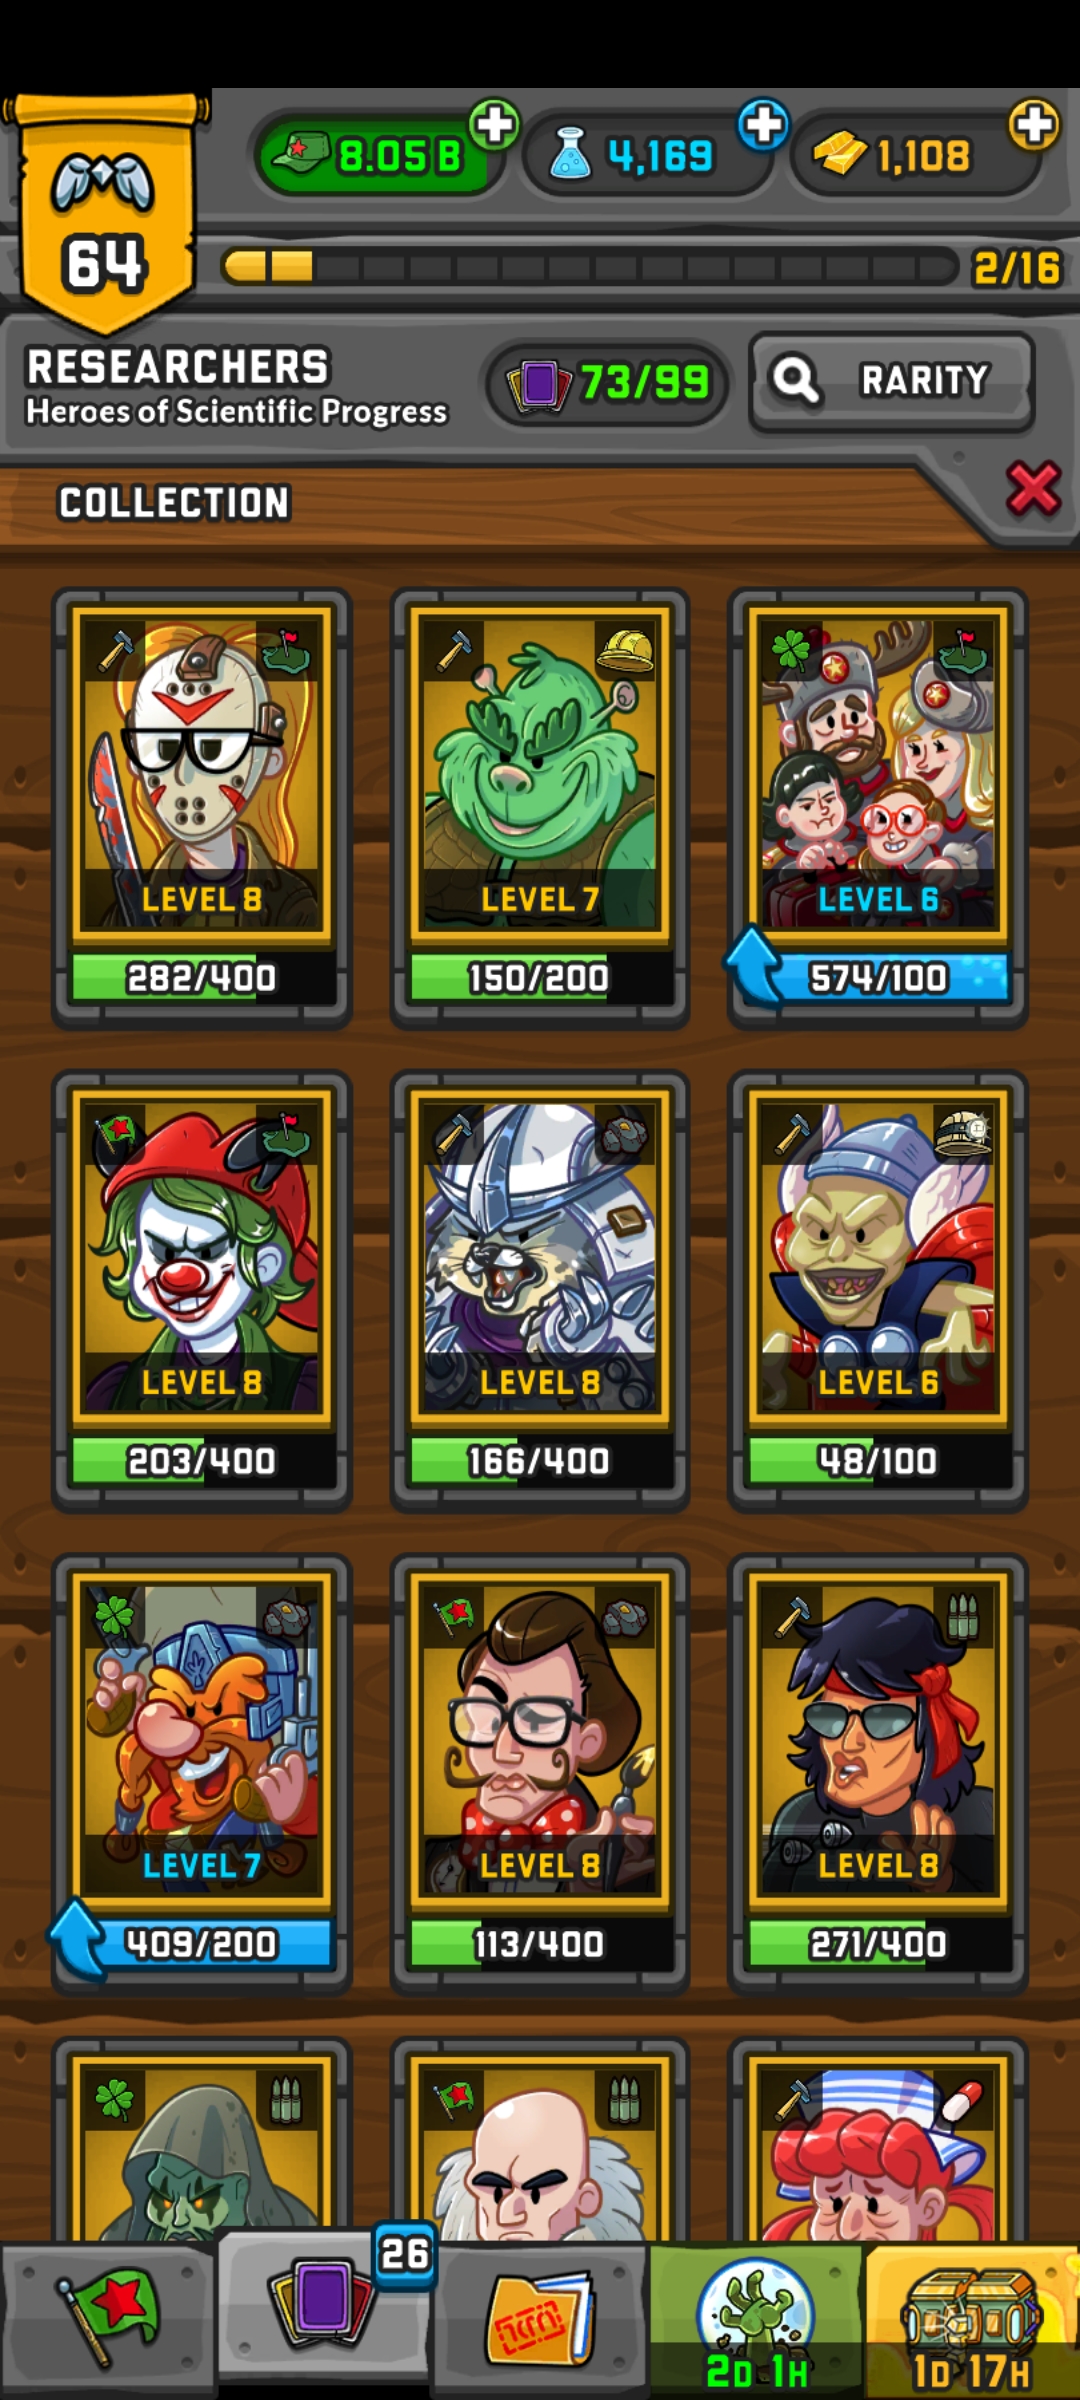 8.05 B
4,169
1,108
64
2/16
RESEARCHERS
Heroes of Scientific Progress
73/99
RARITY
COLLECTION
LEVEL 8
LEVEL 7
LEVEL 6
282/400
150/200
574/100
LEVEL 8
LEVEL 8
LEVEL 6
203/400
166/400
48/100
LEVEL 7
LEVEL 8
LEVEL 8
409/200
113/400
271/400
26
2D 1H
1D 17H